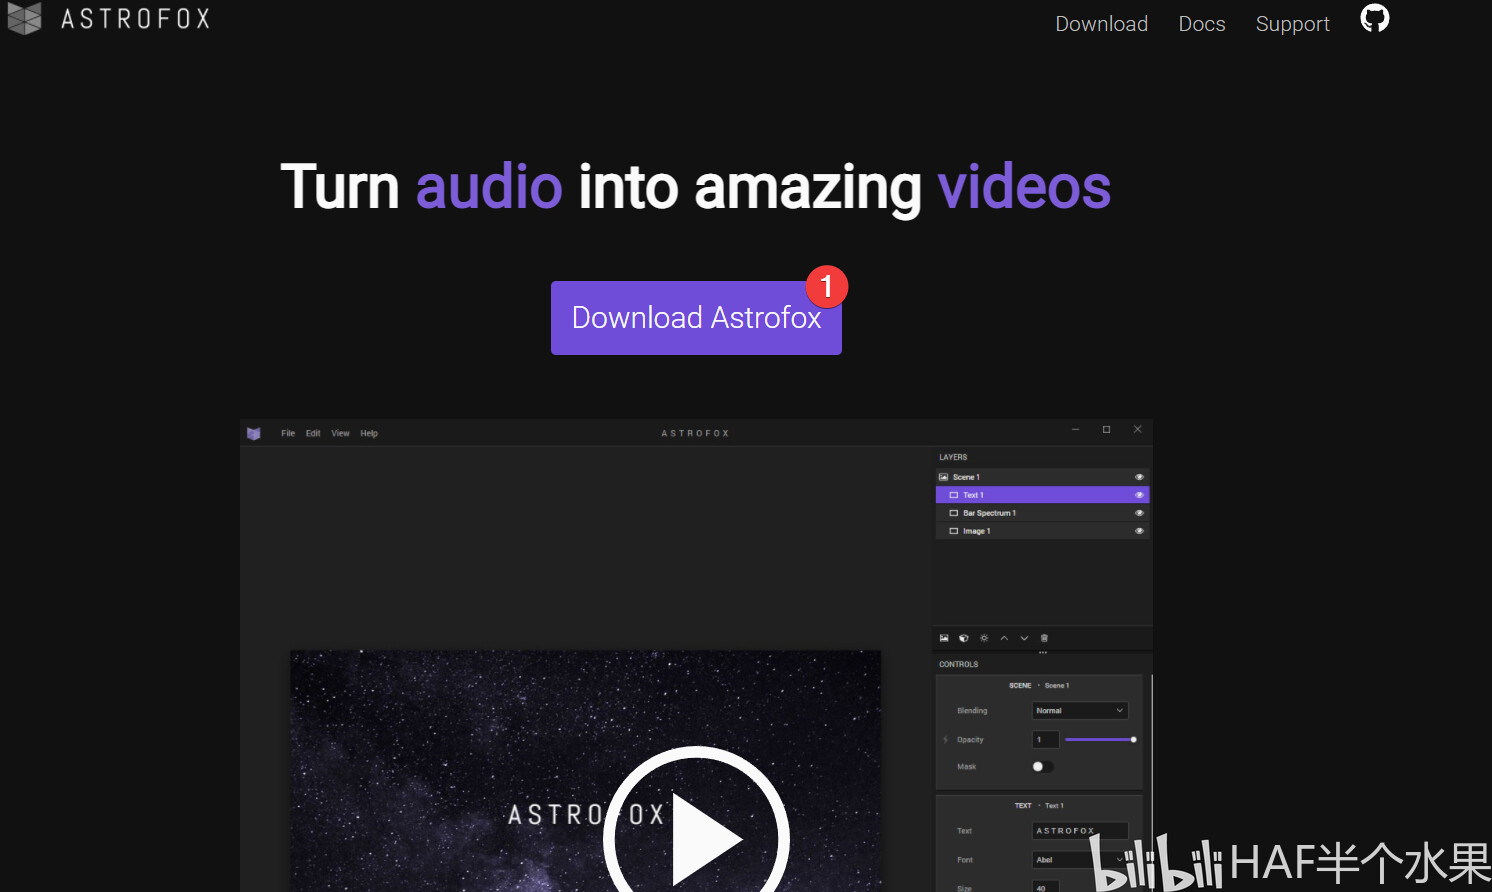 ASTROFOX
Download Docs Support
Turn audio into amazing videos
1
Download Astrofox
File Edit View Help
ASTROFOX
LAYERS
Scene 1
Text 1
Bar Spectrum 1
Image 1
CONTROLS
SCENE • Scene 1
Blending Normal
Opacity 1
Mask
TEXT • Text 1
Text ASTROFOX
Font Abel
Size 40
ASTROFOX
bilibili HAF半个水果